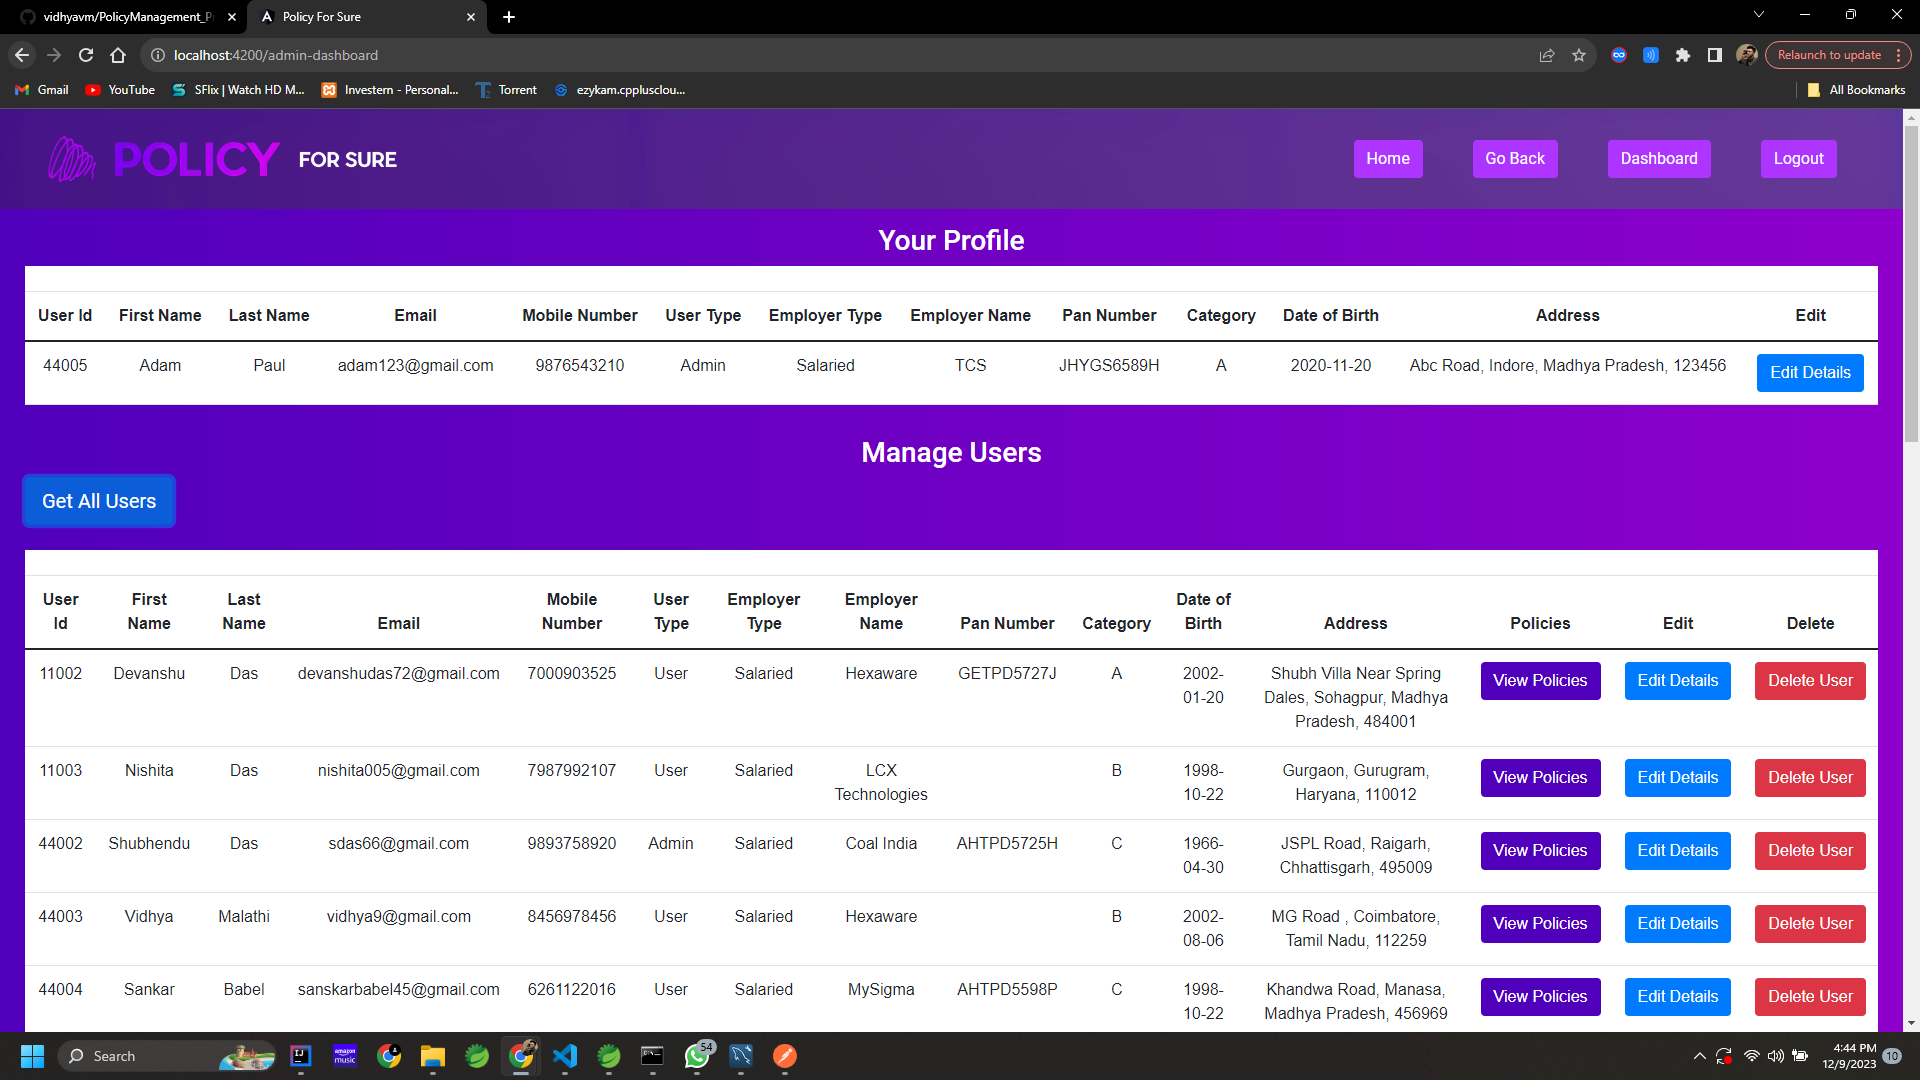 vidhyavm/PolicyManagement_P
Policy For Sure
localhost:4200/admin-dashboard
Relaunch to update
Gmail
YouTube
SFlix | Watch HD M...
Investern - Personal...
Torrent
ezykam.cpplusclou...
All Bookmarks
POLICY FOR SURE
Home
Go Back
Dashboard
Logout
Your Profile
User Id First Name Last Name Email Mobile Number User Type Employer Type Employer Name Pan Number Category Date of Birth Address Edit
44005 Adam Paul adam123@gmail.com 9876543210 Admin Salaried TCS JHYGS6589H A 2020-11-20 Abc Road, Indore, Madhya Pradesh, 123456 Edit Details
Manage Users
Get All Users
User First Last Mobile User Employer Employer Date of
Id Name Name Email Number Type Type Name Pan Number Category Birth Address Policies Edit Delete
11002 Devanshu Das devanshudas72@gmail.com 7000903525 User Salaried Hexaware GETPD5727J A 2002- Shubh Villa Near Spring View Policies Edit Details Delete User
01-20 Dales, Sohagpur, Madhya
Pradesh, 484001
11003 Nishita Das nishita005@gmail.com 7987992107 User Salaried LCX B 1998- Gurgaon, Gurugram, View Policies Edit Details Delete User
Technologies 10-22 Haryana, 110012
44002 Shubhendu Das sdas66@gmail.com 9893758920 Admin Salaried Coal India AHTPD5725H C 1966- JSPL Road, Raigarh, View Policies Edit Details Delete User
04-30 Chhattisgarh, 495009
44003 Vidhya Malathi vidhya9@gmail.com 8456978456 User Salaried Hexaware B 2002- MG Road , Coimbatore, View Policies Edit Details Delete User
08-06 Tamil Nadu, 112259
44004 Sankar Babel sanskarbabel45@gmail.com 6261122016 User Salaried MySigma AHTPD5598P C 1998- Khandwa Road, Manasa, View Policies Edit Details Delete User
10-22 Madhya Pradesh, 456969
Search
amazon
music
54
4:44 PM
12/9/2023
10